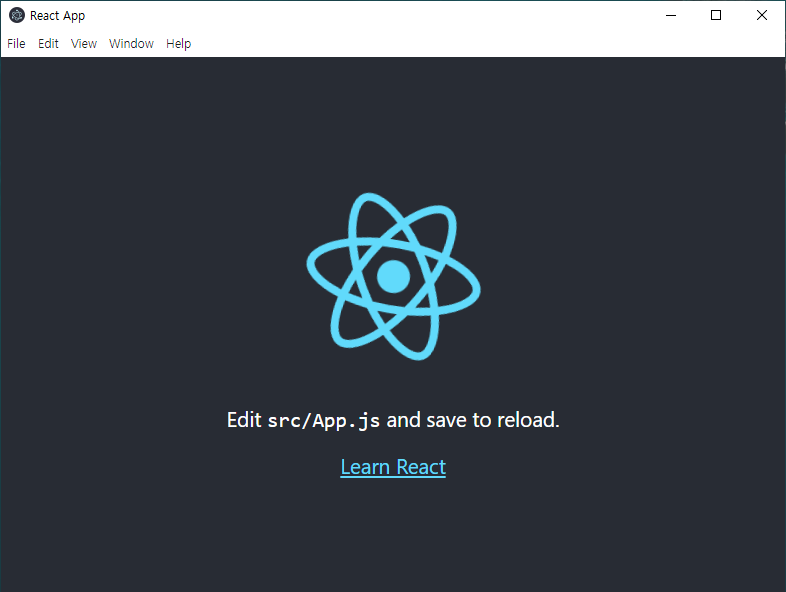 React App
File Edit View Window Help
Edit src/App.js and save to reload.
Learn React